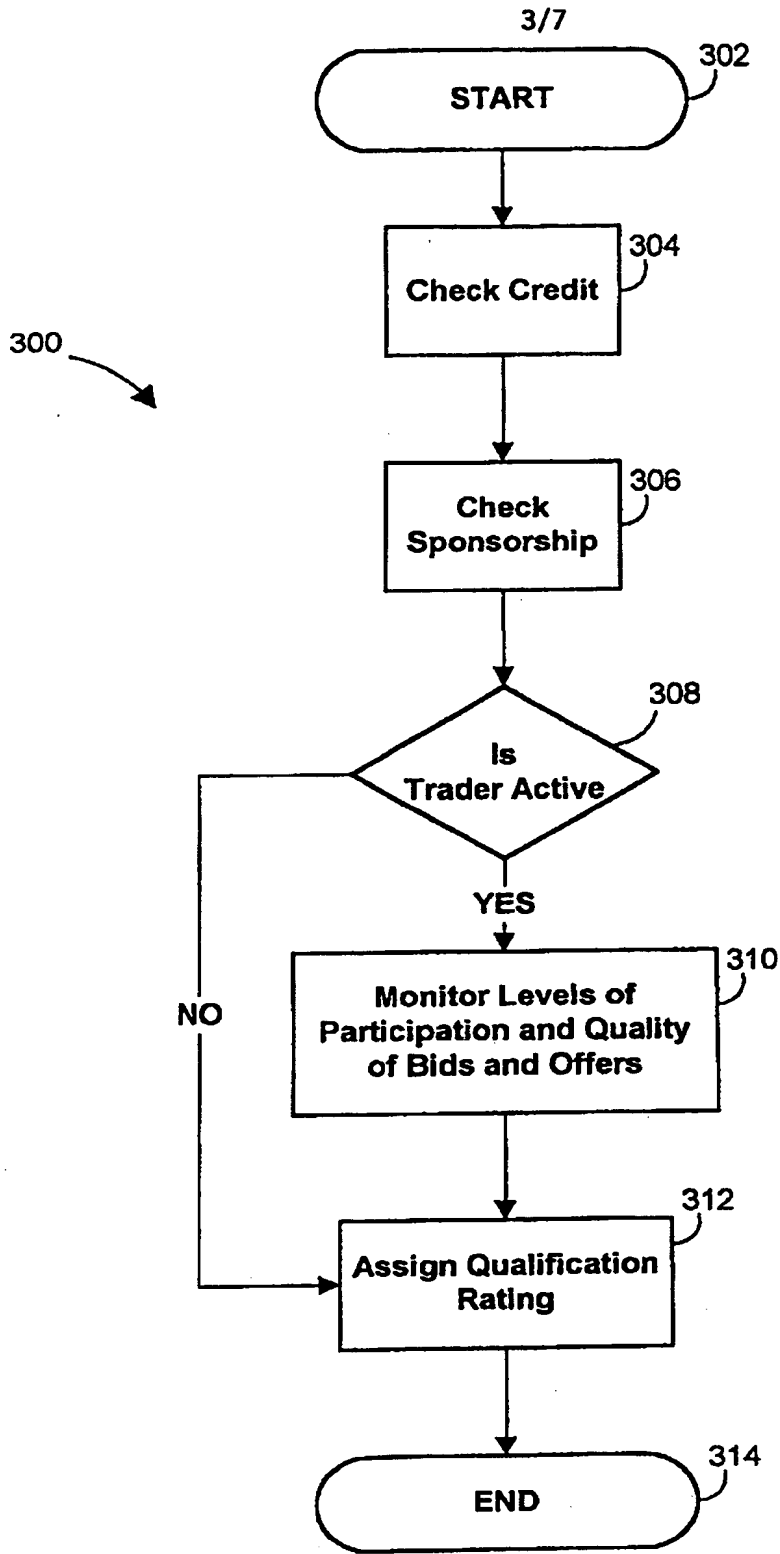 3/7
302
START
304
Check Credit
300
306
Check
Sponsorship
308
Is
Trader Active
YES
310
Monitor Levels of
Participation and Quality
of Bids and Offers
NO
312
Assign Qualification
Rating
314
END